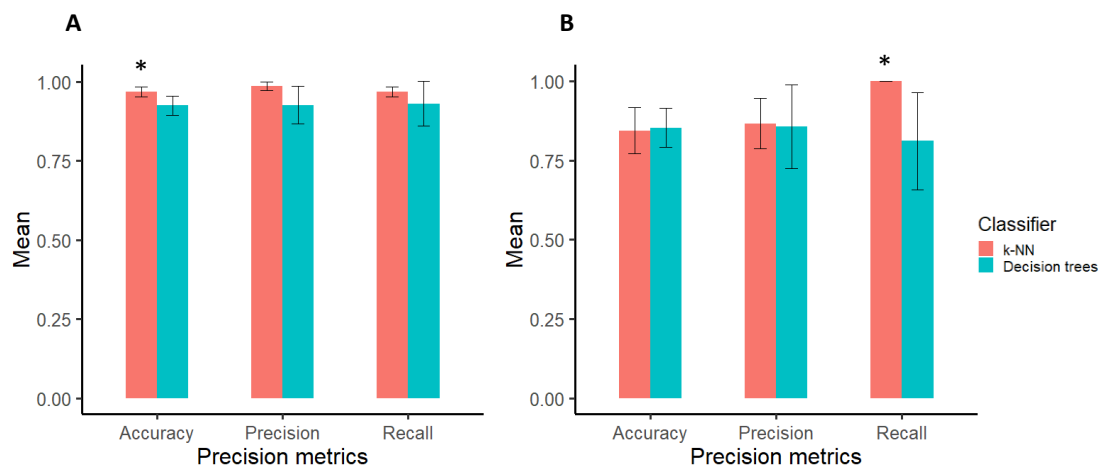 A
*
1.00
0.75
0.50
0.25
0.00
Mean
Accuracy Precision Recall
Precision metrics
B
*
1.00
0.75
0.50
0.25
0.00
Mean
Accuracy Precision Recall
Precision metrics
Classifier
k-NN
Decision trees